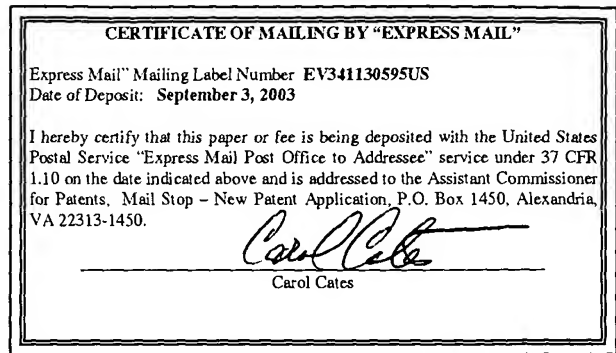 CERTIFICATE OF MAILING BY “EXPRESS MAIL”
Express Mail” Mailing Label Number EV341130595US
Date of Deposit: September 3, 2003
I hereby certify that this paper or fee is being deposited with the United States
Postal Service “Express Mail Post Office to Addressee” service under 37 CFR
1.10 on the date indicated above and is addressed to the Assistant Commissioner
for Patents, Mail Stop – New Patent Application, P.O. Box 1450, Alexandria,
VA 22313-1450.
Carol Cates
Carol Cates